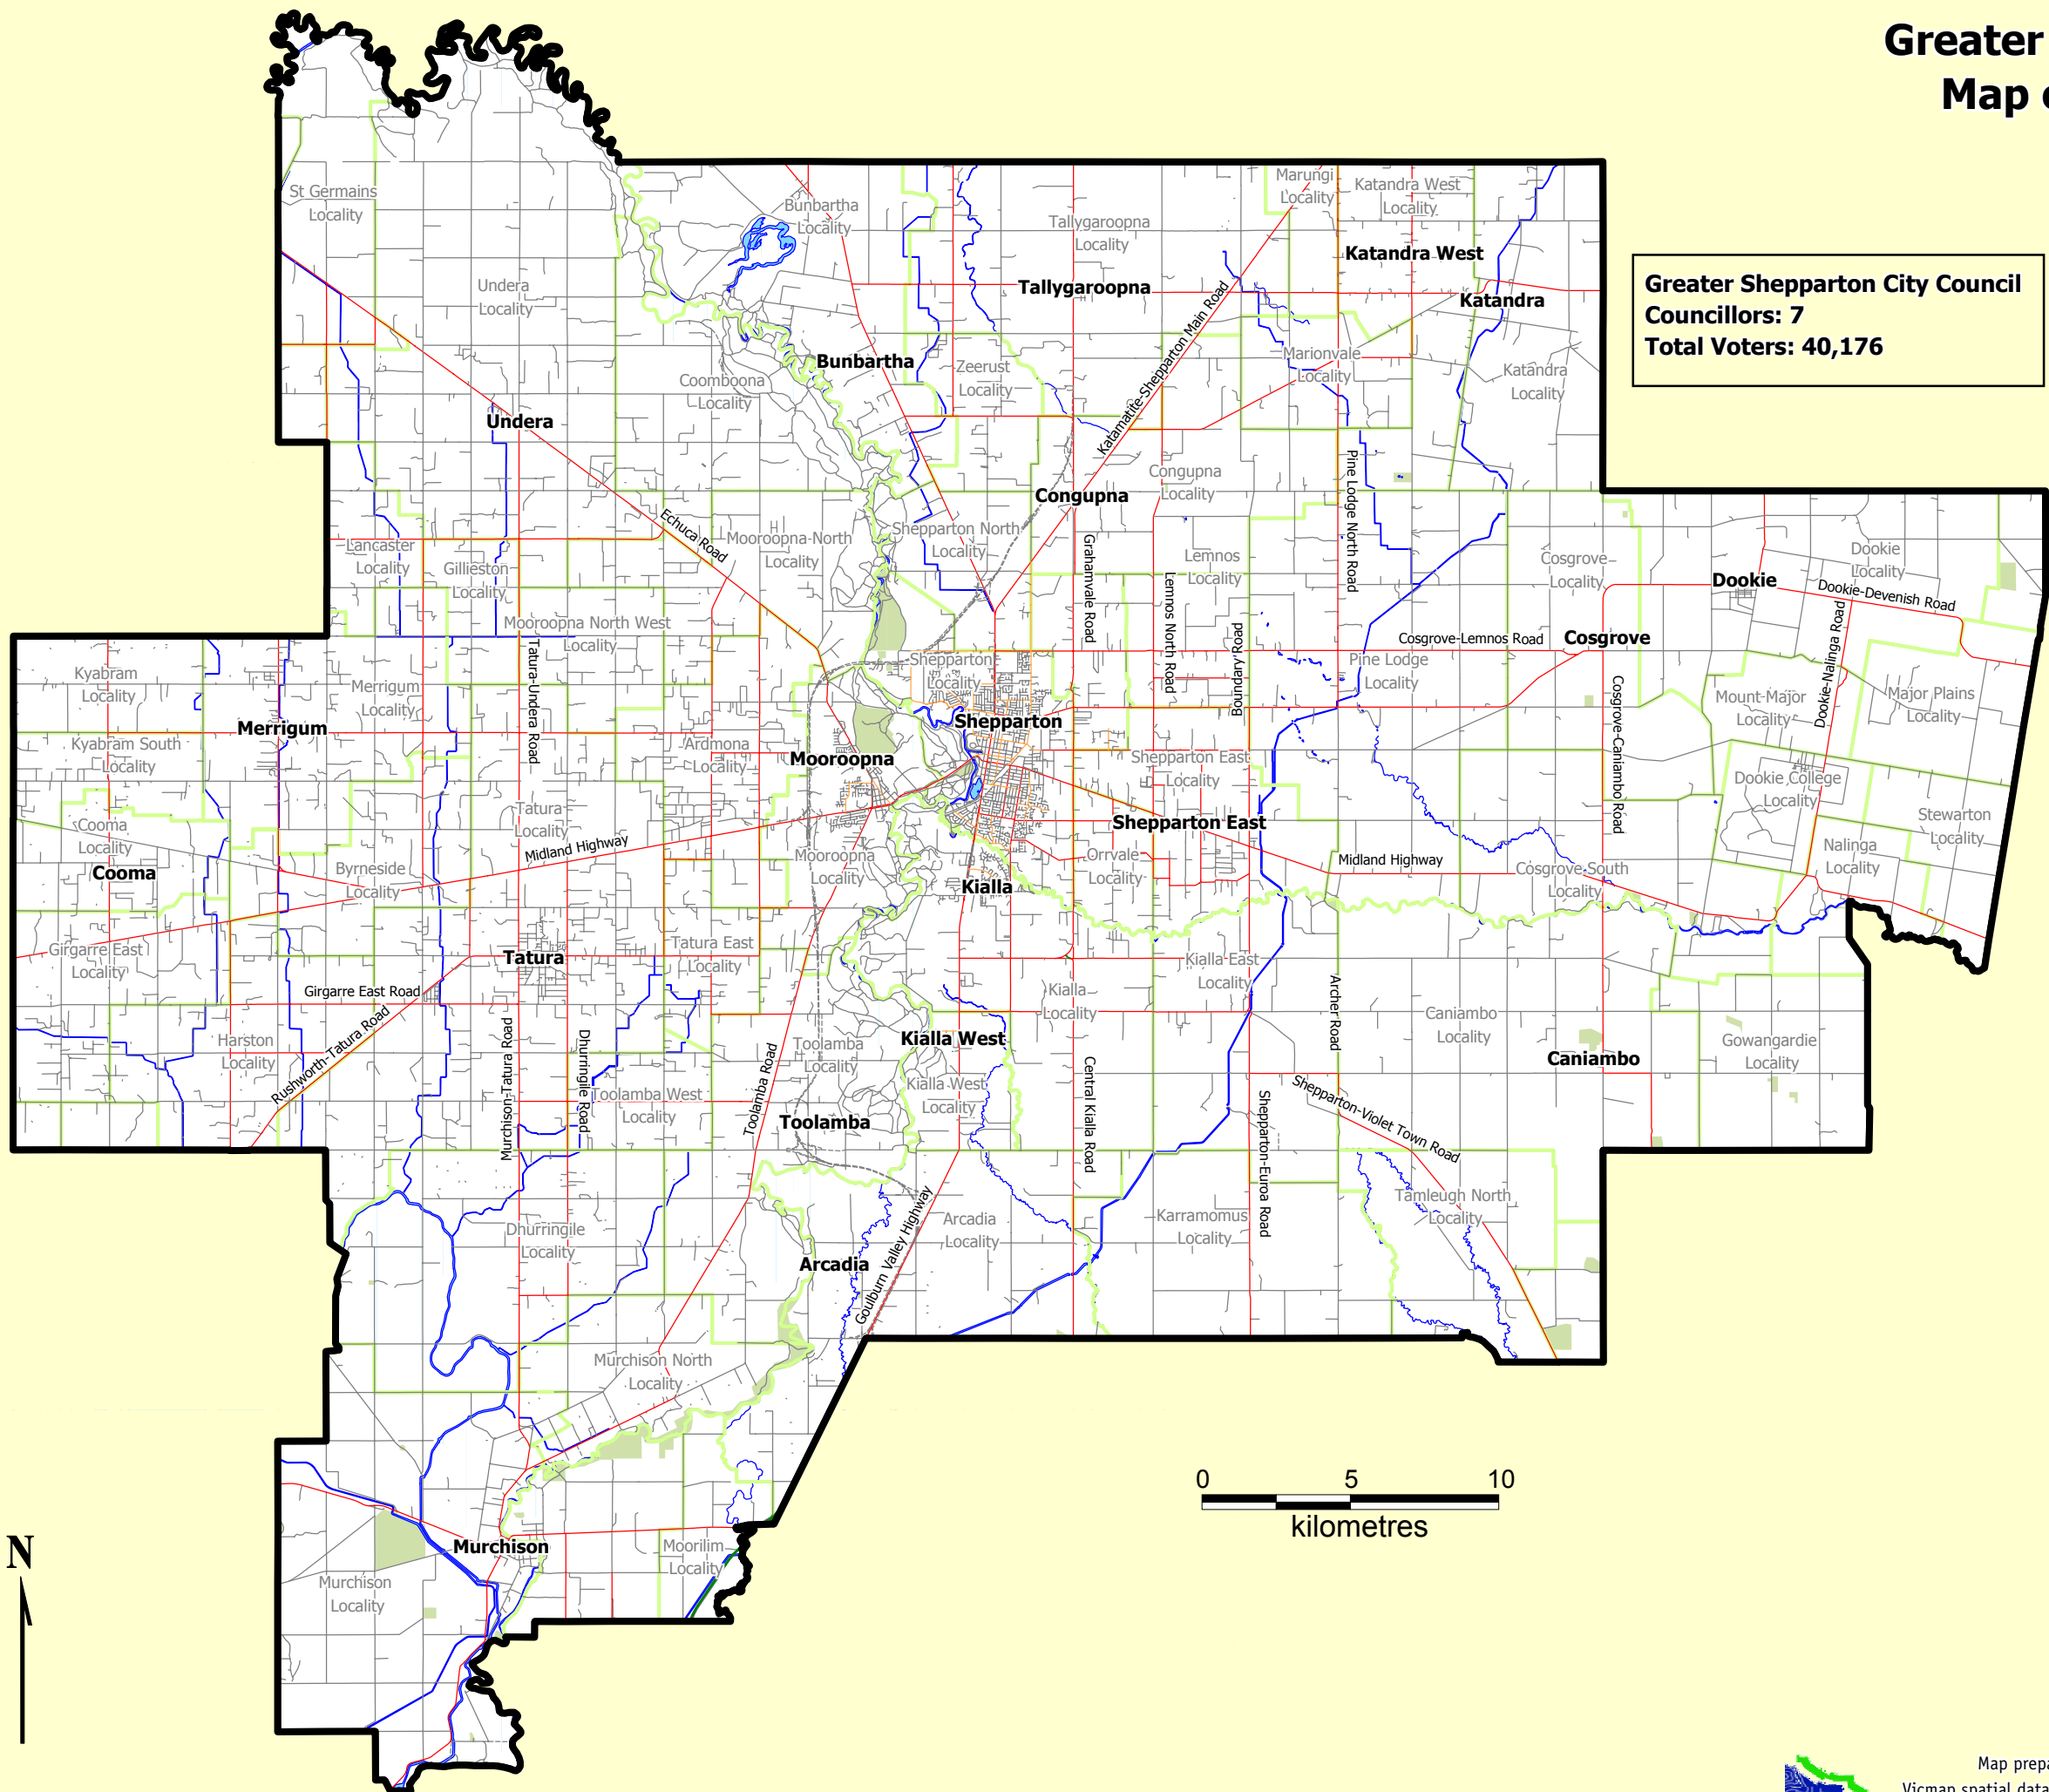 Greater
Map
Greater Shepparton City Council
Councillors: 7
Total Voters: 40,176
St Germains
Locality
Bunbartha
Locality
Marungi
Locality
Katandra West
Locality
Tallygaroopna
Locality
Katandra West
Undera
Locality
Tallygaroopna
Katandra
Katamatite-Shepparton Main Road
Bunbartha
Zeerust
Locality
Marionvale
Locality
Katandra
Locality
Coomboona
Locality
Undera
Congupna
Locality
Pine Lodge North Road
Congupna
Echuca Road
Mooroopna North
Locality
Shepparton North
Locality
Lancaster
Locality
Gillieston
Locality
Grahamvale Road
Lemnos
Locality
Lemnos North Road
Cosgrove
Locality
Dookie
Locality
Dookie
Dookie-Devenish Road
Mooroopna North West
Locality
Boundary Road
Cosgrove-Lemnos Road
Cosgrove
Dookie-Nalinga Road
Tatura-Undera Road
Kyabram
Locality
Merrigum
Locality
Shepparton
Locality
Pine Lodge
Locality
Cosgrove-Caniambo Road
Mount Major
Locality
Major Plains
Locality
Merrigum
Shepparton
Kyabram South
Locality
Ardmona
Locality
Mooroopna
Shepparton East
Locality
Dookie College
Locality
Tatura
Locality
Cooma
Locality
Shepparton East
Stewarton
Locality
Midland Highway
Byrneside
Locality
Mooroopna
Locality
Orrvale
Locality
Midland Highway
Nalinga
Locality
Cooma
Kialla
Cosgrove South
Locality
Girgarre East
Locality
Tatura
Tatura East
Locality
Kialla East
Locality
Girgarre East Road
Kialla
Locality
Archer Road
Caniambo
Locality
Rushworth-Tatura Road
Harston
Locality
Murchison-Tatura Road
Dhurringile Road
Toolamba Road
Toolamba
Locality
Kialla West
Gowangardie
Locality
Caniambo
Toolamba West
Locality
Kialla West
Locality
Central Kialla Road
Shepparton-Euroa Road
Shepparton-Violet Town Road
Toolamba
Dhurringile
Locality
Arcadia
Locality
Karramomus
Locality
Tamleugh North
Locality
Goulburn Valley Highway
Arcadia
Murchison North
Locality
0 5 10
kilometres
N
Murchison
Moorilim
Locality
Murchison
Locality
Map prepa
Vicmap spatial data